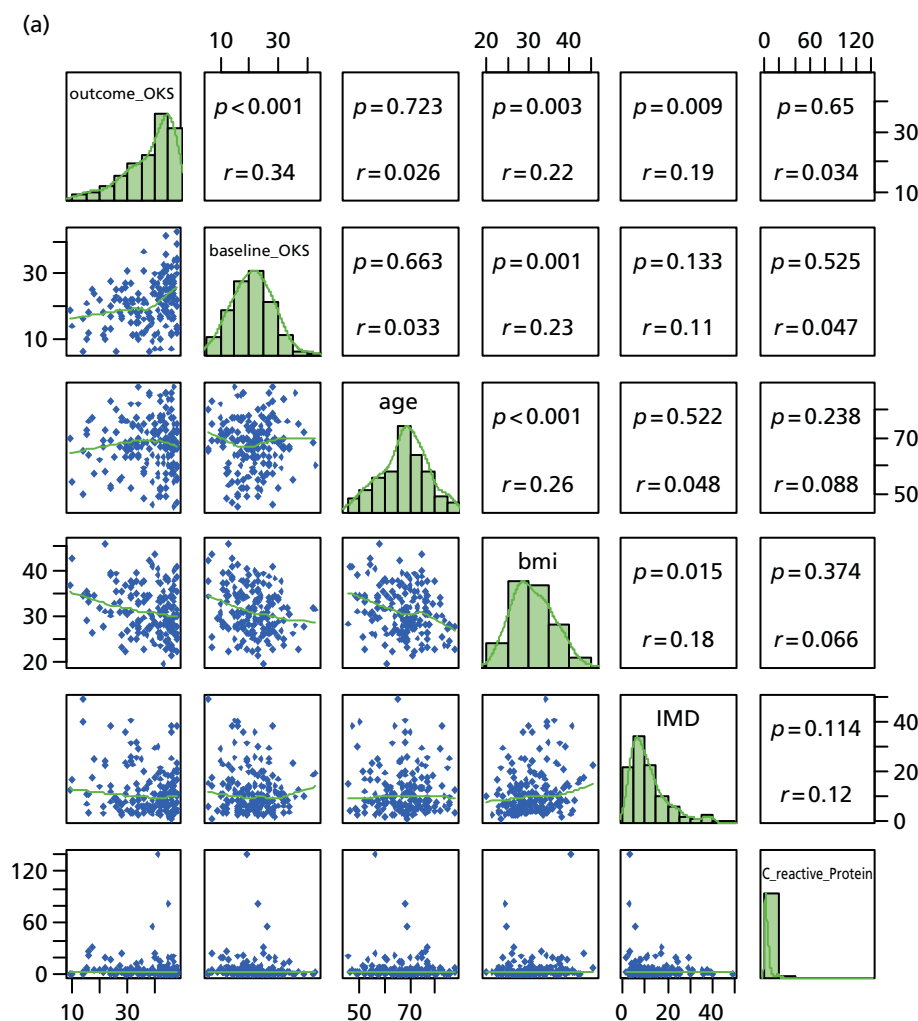 (a)
10 30
20 30 40
0 60 120
outcome_OKS
p<0.001
p=0.723
p=0.003
p=0.009
p=0.65
r=0.34
r=0.026
r=0.22
r=0.19
r=0.034
30
10
baseline_OKS
p=0.663
p=0.001
p=0.133
p=0.525
r=0.033
r=0.23
r=0.11
r=0.047
30
10
age
p<0.001
p=0.522
p=0.238
r=0.26
r=0.048
r=0.088
70
50
bmi
p=0.015
p=0.374
r=0.18
r=0.066
40
30
20
IMD
p=0.114
r=0.12
40
20
0
C_reactive_Protein
120
60
0
10 30
50 70
0 20 40